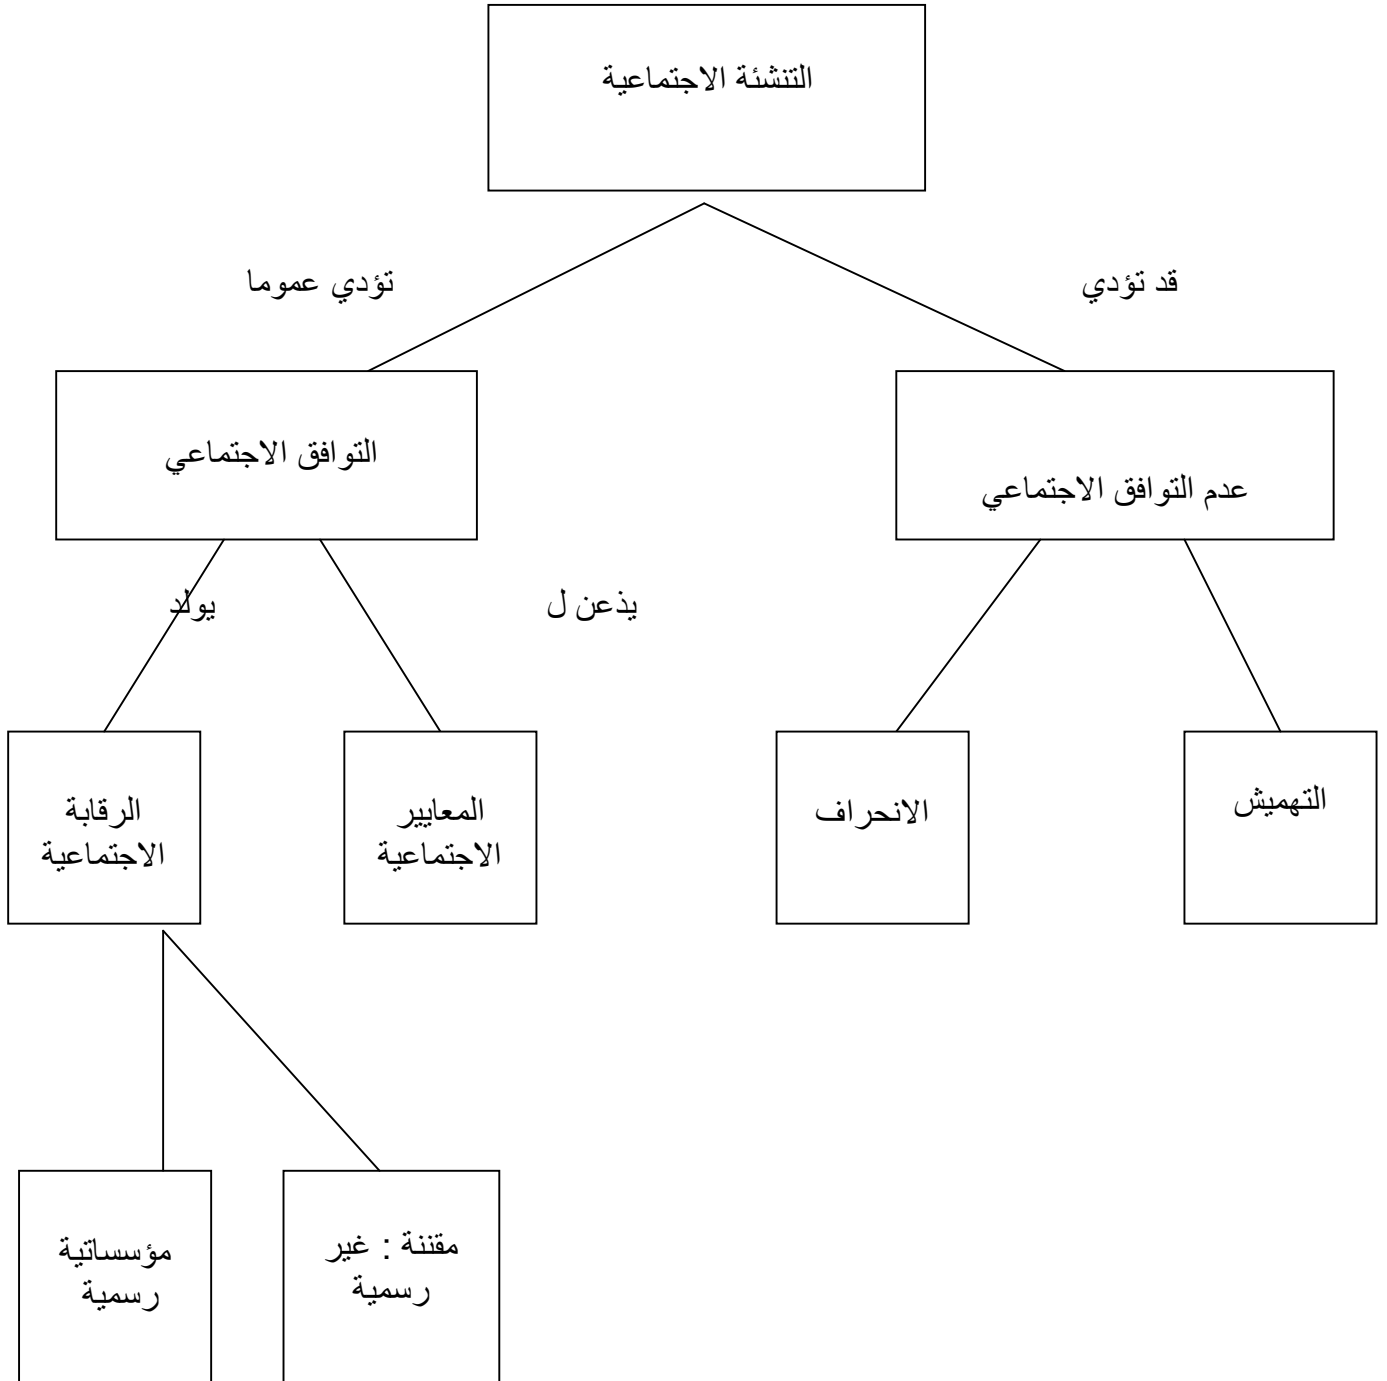 التنشئة الاجتماعية
قد تؤدي
تؤدي عموما
عدم التوافق الاجتماعي
التوافق الاجتماعي
يذعن ل
يولد
التهميش
الانحراف
المعايير
الاجتماعية
الرقابة
الاجتماعية
مقننة : غير
رسمية
مؤسساتية
رسمية